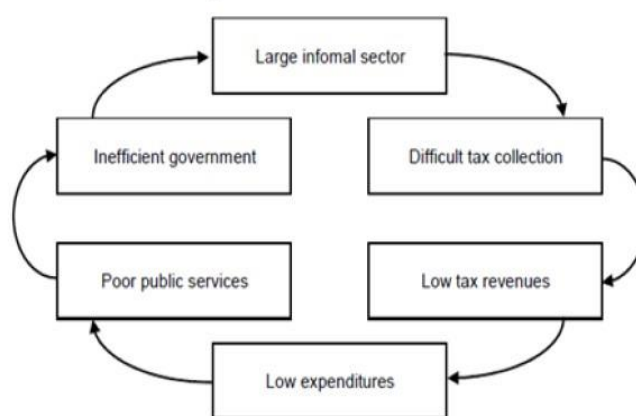 Large infomal sector
Inefficient government
Difficult tax collection
Poor public services
Low tax revenues
Low expenditures